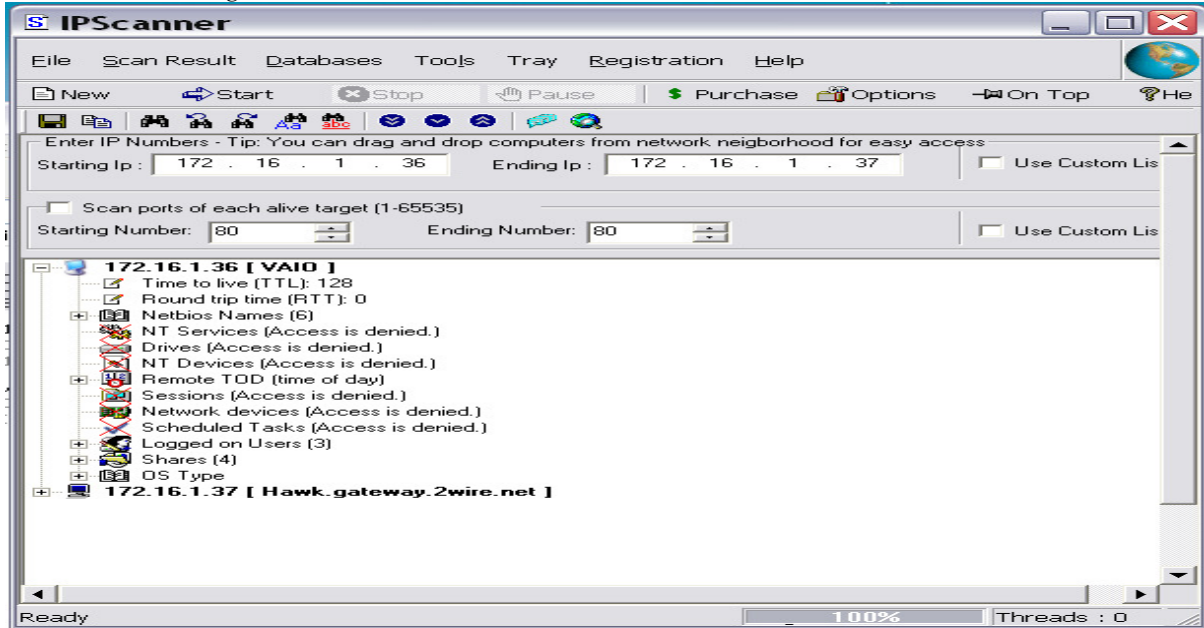 IPScanner
File Scan Result Databases Tools Tray Registration Help
New Start Stop Pause $ Purchase Options On Top ?He
Enter IP Numbers - Tip: You can drag and drop computers from network neigborhood for easy access
Starting Ip : 172 . 16 . 1 . 36 Ending Ip : 172 . 16 . 1 . 37 Use Custom Lis
Scan ports of each alive target (1-65535)
Starting Number: 80 Ending Number: 80 Use Custom Lis
172.16.1.36 [ VAIO ]
Time to live (TTL): 128
Round trip time (RTT): 0
Netbios Names (6)
NT Services (Access is denied.)
Drives (Access is denied.)
NT Devices (Access is denied.)
Remote TOD (time of day)
Sessions (Access is denied.)
Network devices (Access is denied.)
Scheduled Tasks (Access is denied.)
Logged on Users (3)
Shares (4)
OS Type
172.16.1.37 [ Hawk.gateway.2wire.net ]
Ready 100% Threads : 0